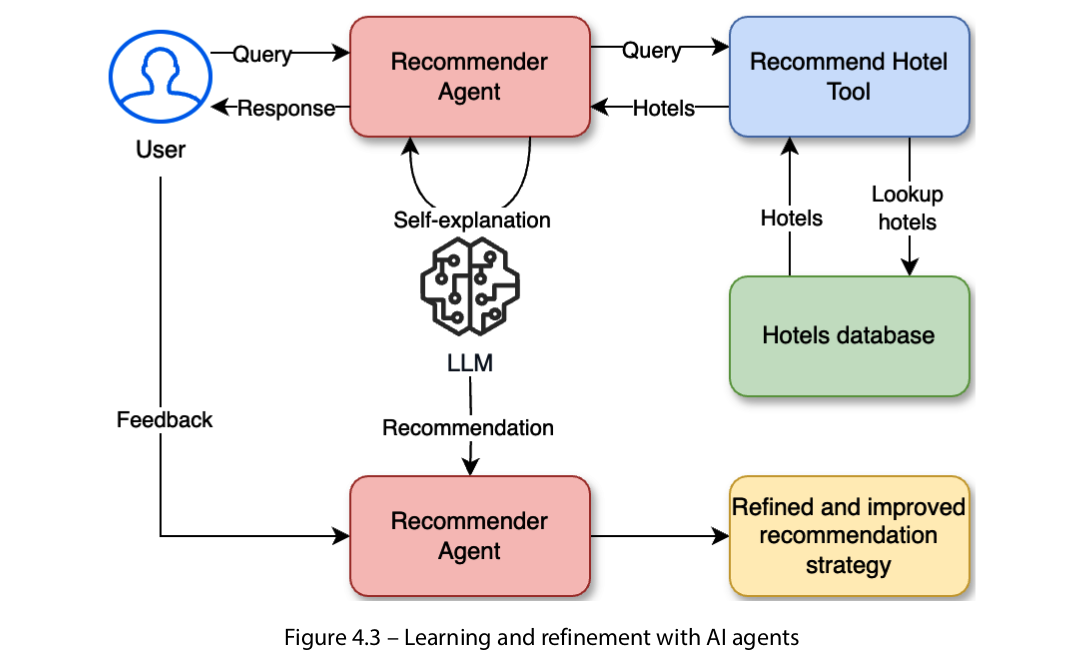 Query
Response
User
Recommender
Agent
Query
Hotels
Recommend Hotel
Tool
Self-explanation
LLM
Hotels
Lookup
hotels
Hotels database
Feedback
Recommendation
Recommender
Agent
Refined and improved
recommendation
strategy
Figure 4.3 – Learning and refinement with AI agents